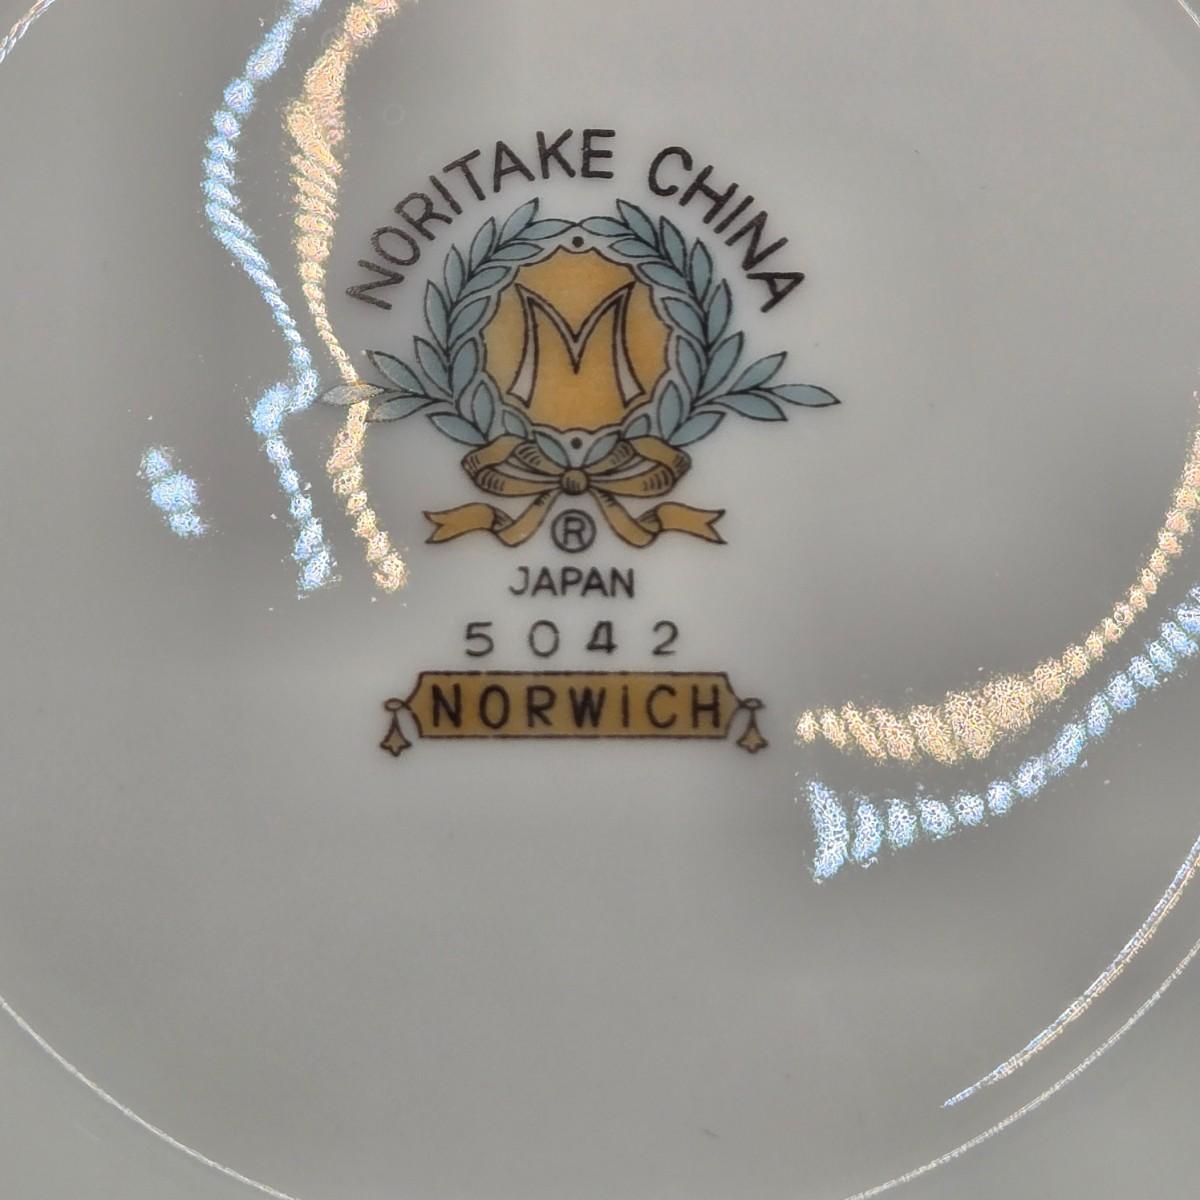 NORITAKE CHINA
M
®
JAPAN
5042
NORWICH